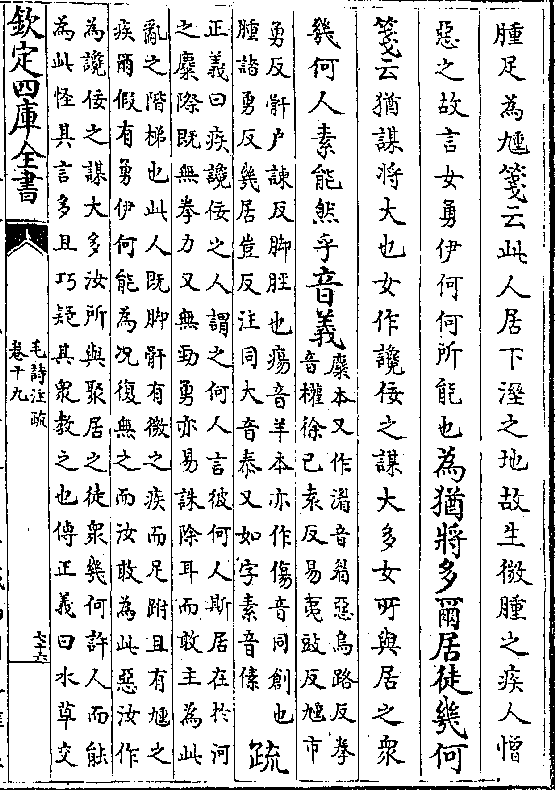 腫足為尰箋云此人居下溼之地故生微腫之疾人憎
惡之故言女勇伊何何所能也為猶將多爾居徒幾何
箋云猶謀將大也女作讒佞之謀大多女所與居之衆
幾何人素能然乎音義
麋本又作湄音眉惡烏路反拳
音權徐己袁反易夷豉反尰市
勇反骭户諫反脚脛也瘍音羊本亦作傷音同創也
腫諸勇反幾居豈反注同大音泰又如字素音傃
疏
正義曰疾讒佞之人謂之何人言彼何人斯居在於河
之麋際既無拳力又無勁勇亦易誅除耳而敢主為此
亂之階梯也此人既脚骭有微之疾而足跗且有尰之
疾爾假有勇伊何能為况復無之而汝敢為此惡汝作
為讒佞之謀大多汝所與聚居之徒衆幾何許人而能
為此怪其言多且巧疑其衆教之也傳正義曰水草交
欽定四庫全書
毛詩注疏
卷十九
七十六